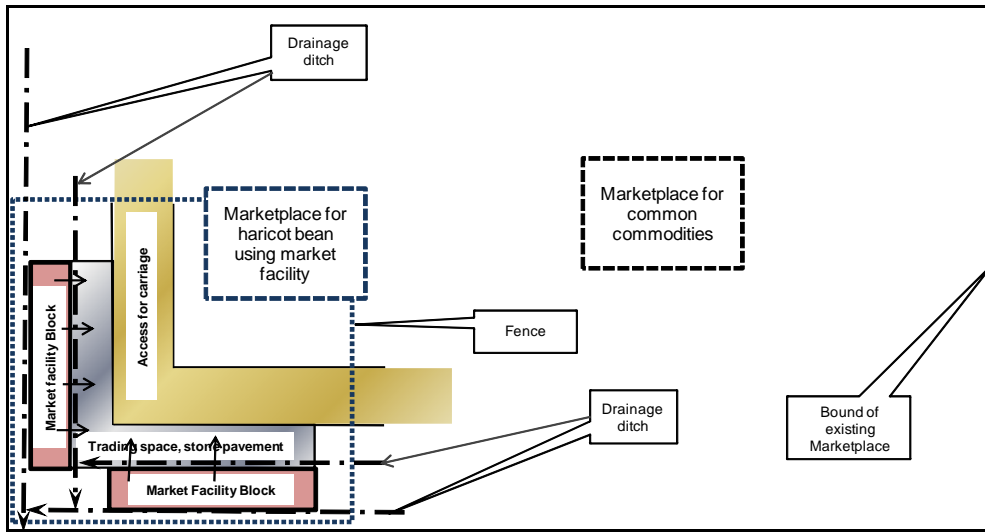 Drainage
ditch
Marketplace for
haricot bean
using market
facility
Marketplace for
common
commodities
Access for carriage
Market facility Block
Fence
Drainage
ditch
Bound of
existing
Marketplace
Trading space, stone pavement
Market Facility Block